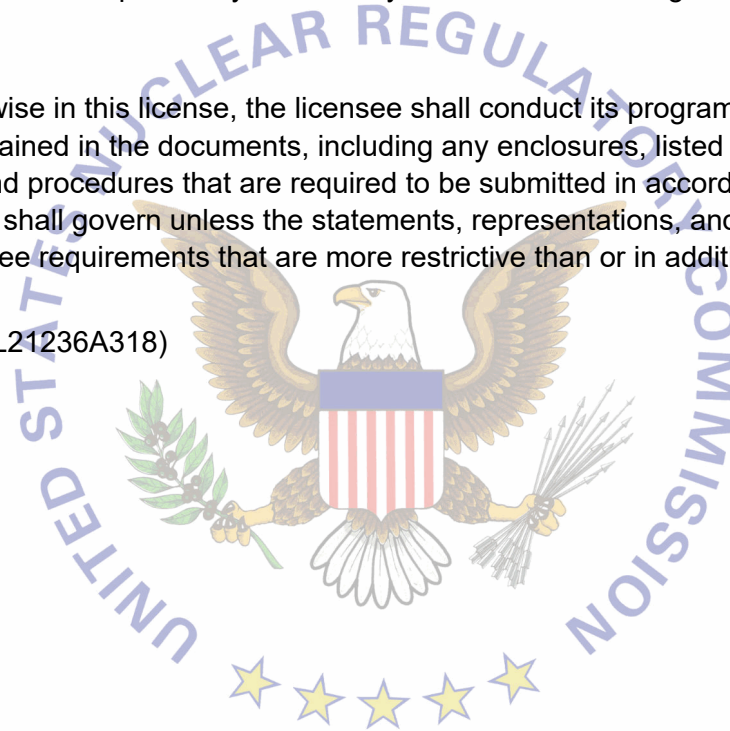 UNITED STATES NUCLEAR REGULATORY COMMISSION
wise in this license, the licensee shall conduct its program
ained in the documents, including any enclosures, listed
nd procedures that are required to be submitted in accord
shall govern unless the statements, representations, and
ee requirements that are more restrictive than or in additi
L21236A318)